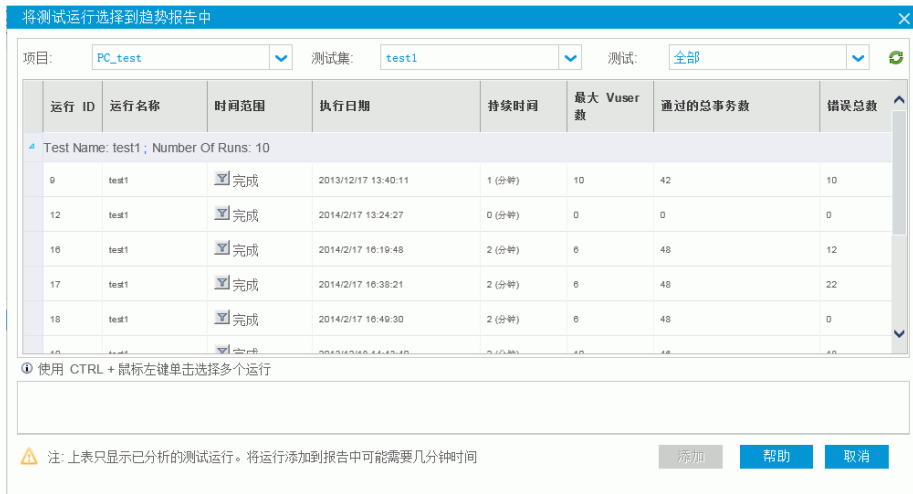 将测试运行选择到趋势报告中
项目: PC_test 测试集: test1 测试: 全部
运行 ID 运行名称 时间范围 执行日期 持续时间 最大 Vuser 数 通过的总事务数 错误总数
Test Name: test1 ; Number Of Runs: 10
9 test1 完成 2013/12/17 13:40:11 1 (分钟) 10 42 10
12 test1 完成 2014/2/17 13:24:27 0 (分钟) 0 0 0
16 test1 完成 2014/2/17 16:19:48 2 (分钟) 6 48 12
17 test1 完成 2014/2/17 16:38:21 2 (分钟) 6 48 22
18 test1 完成 2014/2/17 16:49:30 2 (分钟) 6 48 0
使用 CTRL + 鼠标左键单击选择多个运行
注: 上表只显示已分析的测试运行。将运行添加到报告中可能需要几分钟时间
添加 帮助 取消